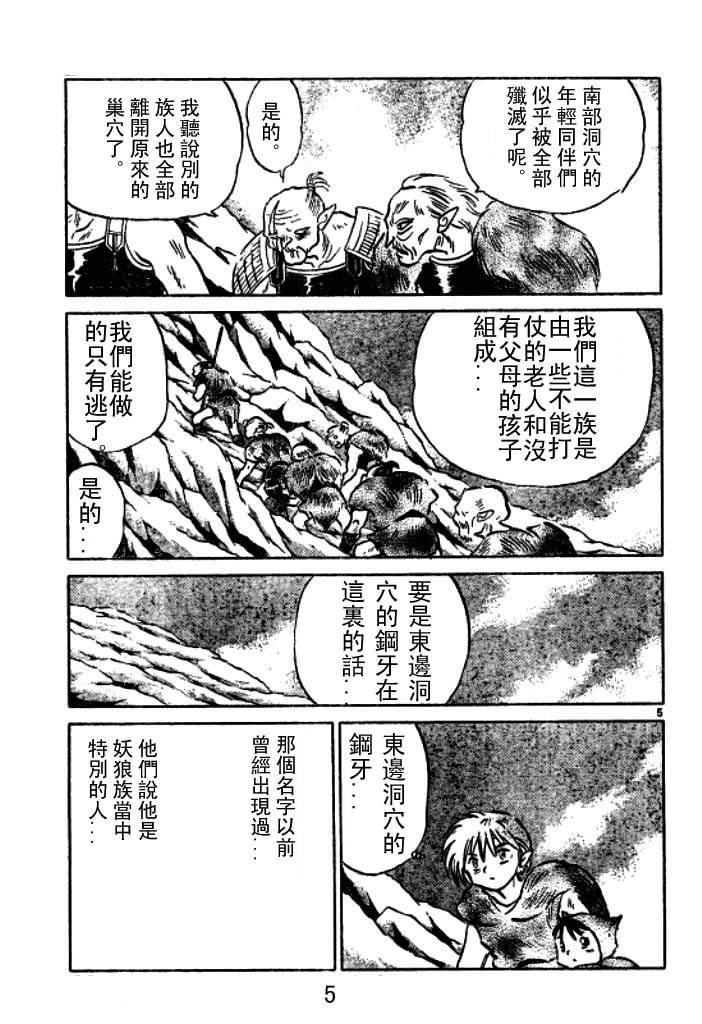 南部洞穴的
年輕同伴們
似乎被全部
殲滅了呢。
是的。
我聽說別的
族人也全部
離開原來的
巢穴了。
我們這一族是
由一些不能打
仗的老人和沒
有父母的孩子
組成…
我們能做
的只有逃了。
是的…
要是東邊洞
穴的鋼牙在
這裏的話…
5
東邊洞穴的
鋼牙…
那個名字以前
曾經出現過…
他們說他是
妖狼族當中
特別的人…
5